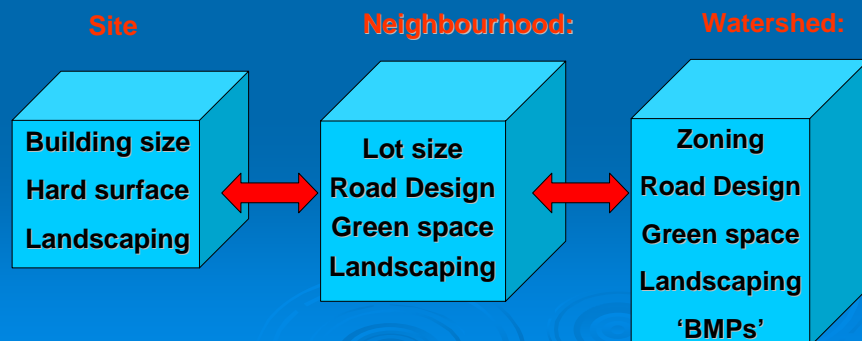 Site
Building size
Hard surface
Landscaping
Neighbourhood:
Lot size
Road Design
Green space
Landscaping
Watershed:
Zoning
Road Design
Green space
Landscaping
‘BMPs’